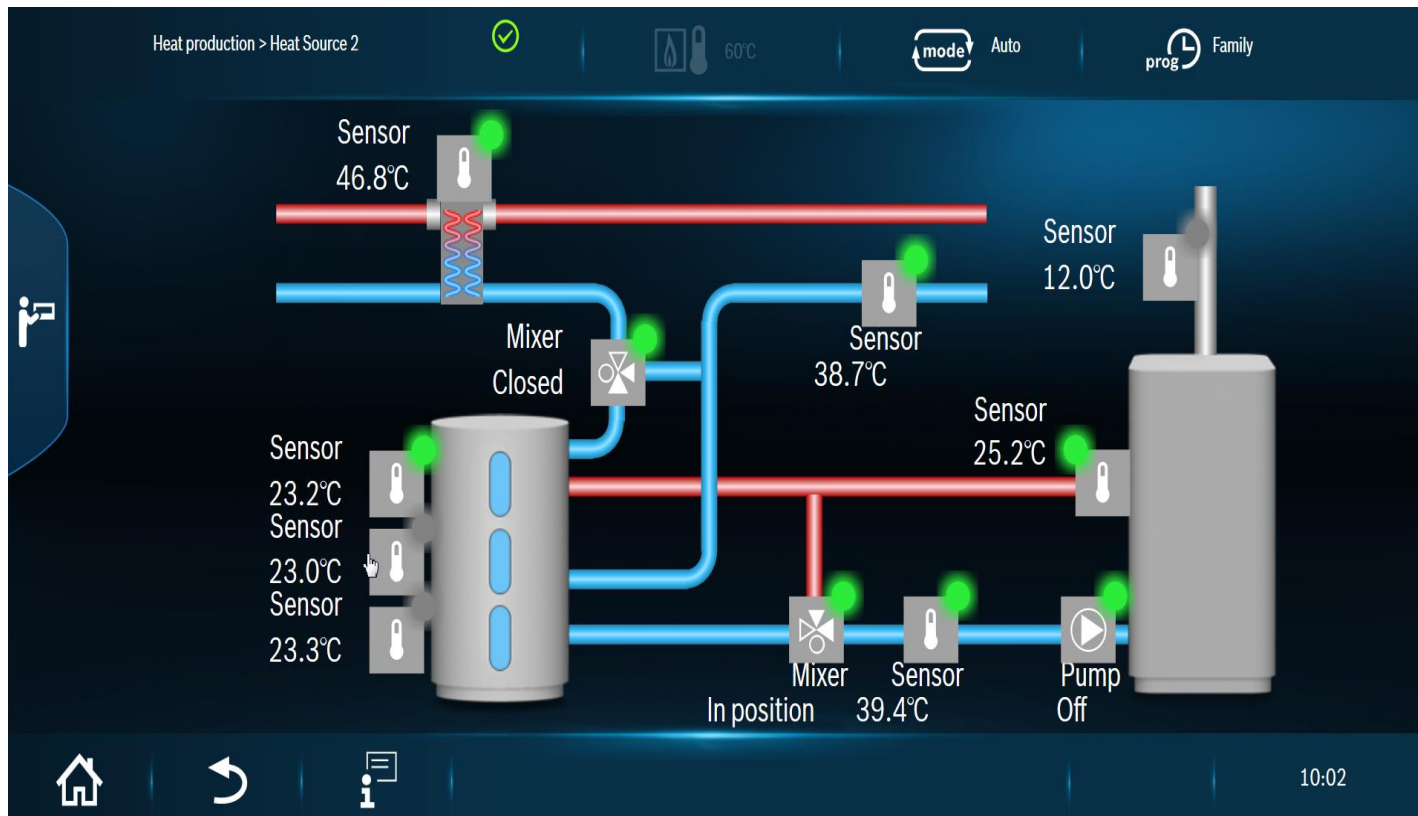 Heat production > Heat Source 2
60°C
mode
Auto
prog
Family
Sensor
46.8°C
Sensor
12.0°C
Mixer
Closed
Sensor
38.7°C
Sensor
25.2°C
Sensor
23.2°C
Sensor
23.0°C
Sensor
23.3°C
Mixer
In position
Sensor
39.4°C
Pump
Off
10:02